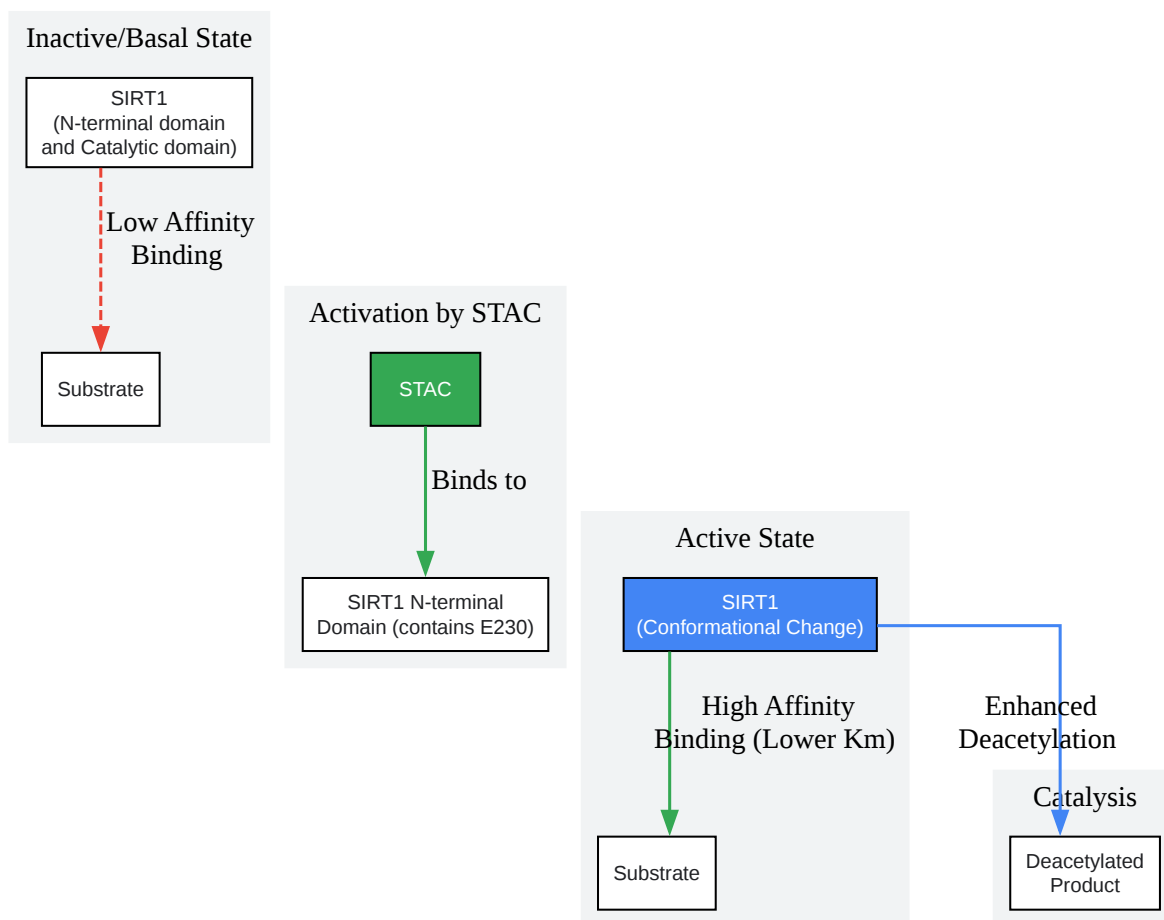 Inactive/Basal State
SIRT1
(N-terminal domain
and Catalytic domain)
Low Affinity
Binding
Substrate
Activation by STAC
STAC
Binds to
SIRT1 N-terminal
Domain (contains E230)
Active State
SIRT1
(Conformational Change)
High Affinity
Binding (Lower Km)
Substrate
Enhanced
Deacetylation
Catalysis
Deacetylated
Product